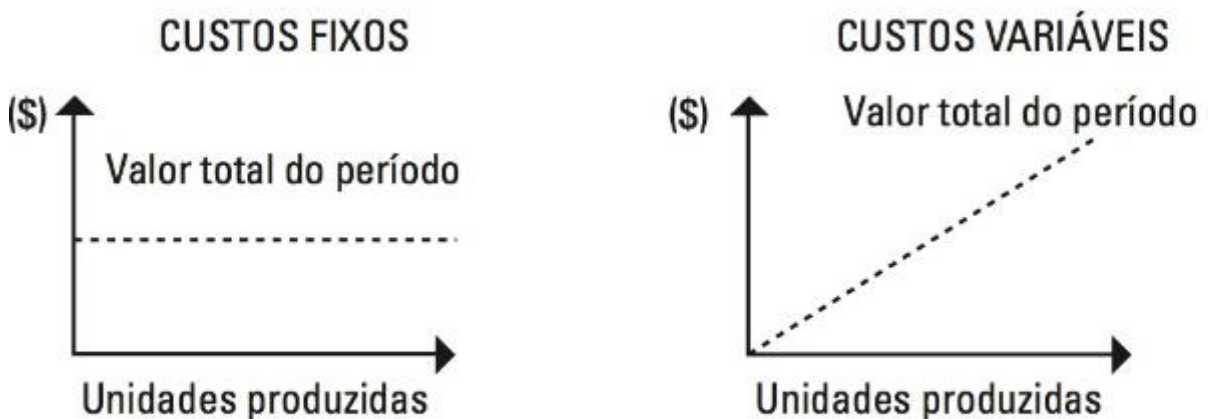 CUSTOS FIXOS
($)
Valor total do período
Unidades produzidas
CUSTOS VARIÁVEIS
($)
Valor total do período
Unidades produzidas